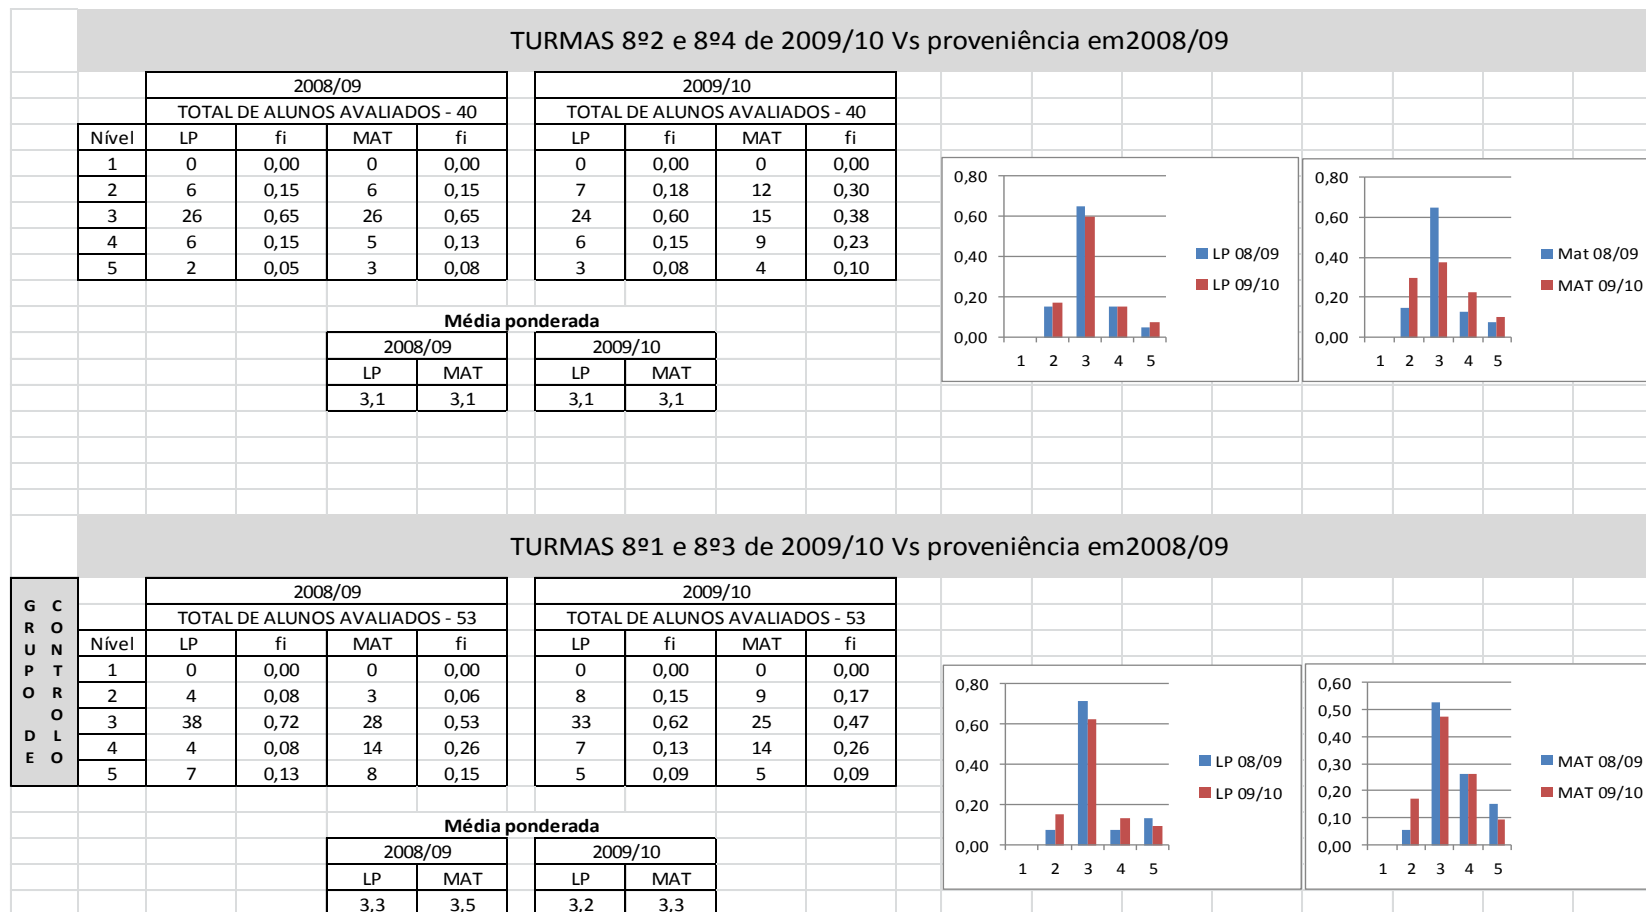 TURMAS 8º2 e 8º4 de 2009/10 Vs proveniência em2008/09
2008/09 2009/10
TOTAL DE ALUNOS AVALIADOS - 40 TOTAL DE ALUNOS AVALIADOS - 40
Nível LP fi MAT fi LP fi MAT fi
1 0 0,00 0 0,00 0 0,00 0 0,00
2 6 0,15 6 0,15 7 0,18 12 0,30
3 26 0,65 26 0,65 24 0,60 15 0,38
4 6 0,15 5 0,13 6 0,15 9 0,23
5 2 0,05 3 0,08 3 0,08 4 0,10
0,80
0,60
0,40
0,20
0,00
1 2 3 4 5
LP 08/09
LP 09/10
0,80
0,60
0,40
0,20
0,00
1 2 3 4 5
Mat 08/09
MAT 09/10
Média ponderada
2008/09 2009/10
LP MAT LP MAT
3,1 3,1 3,1 3,1
TURMAS 8º1 e 8º3 de 2009/10 Vs proveniência em2008/09
GRUPO DE
CONTROLO
2008/09 2009/10
TOTAL DE ALUNOS AVALIADOS - 53 TOTAL DE ALUNOS AVALIADOS - 53
Nível LP fi MAT fi LP fi MAT fi
1 0 0,00 0 0,00 0 0,00 0 0,00
2 4 0,08 3 0,06 8 0,15 9 0,17
3 38 0,72 28 0,53 33 0,62 25 0,47
4 4 0,08 14 0,26 7 0,13 14 0,26
5 7 0,13 8 0,15 5 0,09 5 0,09
0,80
0,60
0,40
0,20
0,00
1 2 3 4 5
LP 08/09
LP 09/10
0,60
0,50
0,40
0,30
0,20
0,10
0,00
1 2 3 4 5
MAT 08/09
MAT 09/10
Média ponderada
2008/09 2009/10
LP MAT LP MAT
3,3 3,5 3,2 3,3